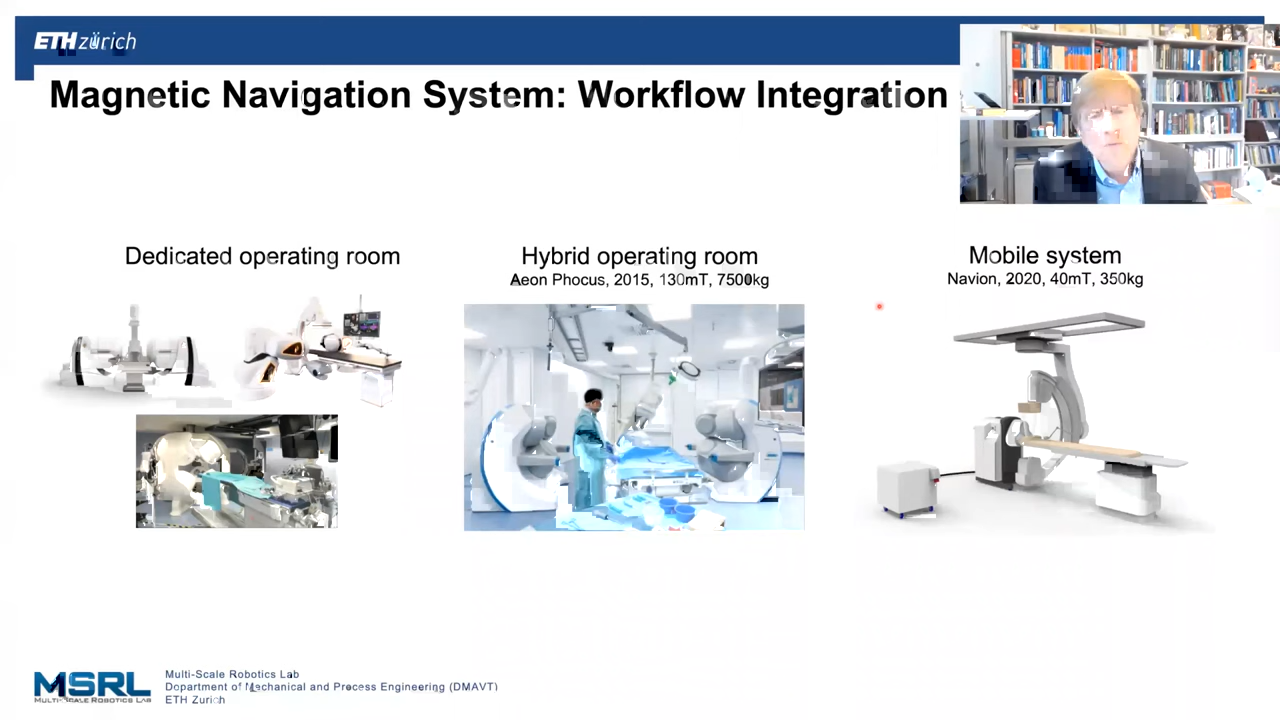 ETH zürich
Magnetic Navigation System: Workflow Integration
Dedicated operating room
Hybrid operating room
Aeon Phocus, 2015, 130mT, 7500kg
Mobile system
Navion, 2020, 40mT, 350kg
MSRL
MULTI-SCALE ROBOTICS LAB
Multi-Scale Robotics Lab
Department of Mechanical and Process Engineering (DMAVT)
ETH Zurich